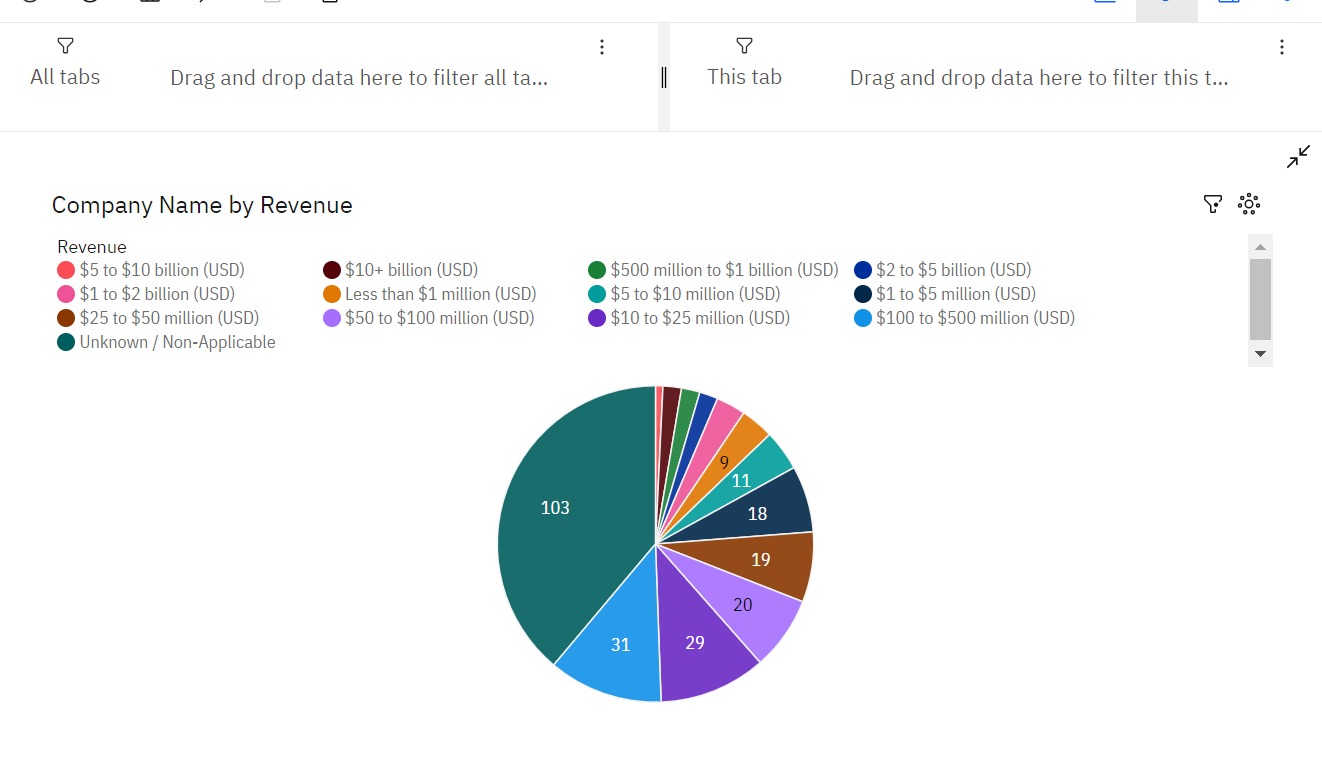 All tabs
Drag and drop data here to filter all ta...
This tab
Drag and drop data here to filter this t...
Company Name by Revenue
Revenue
$5 to $10 billion (USD)
$10+ billion (USD)
$500 million to $1 billion (USD)
$2 to $5 billion (USD)
$1 to $2 billion (USD)
Less than $1 million (USD)
$5 to $10 million (USD)
$1 to $5 million (USD)
$25 to $50 million (USD)
$50 to $100 million (USD)
$10 to $25 million (USD)
$100 to $500 million (USD)
Unknown / Non-Applicable
9
11
18
103
19
20
29
31